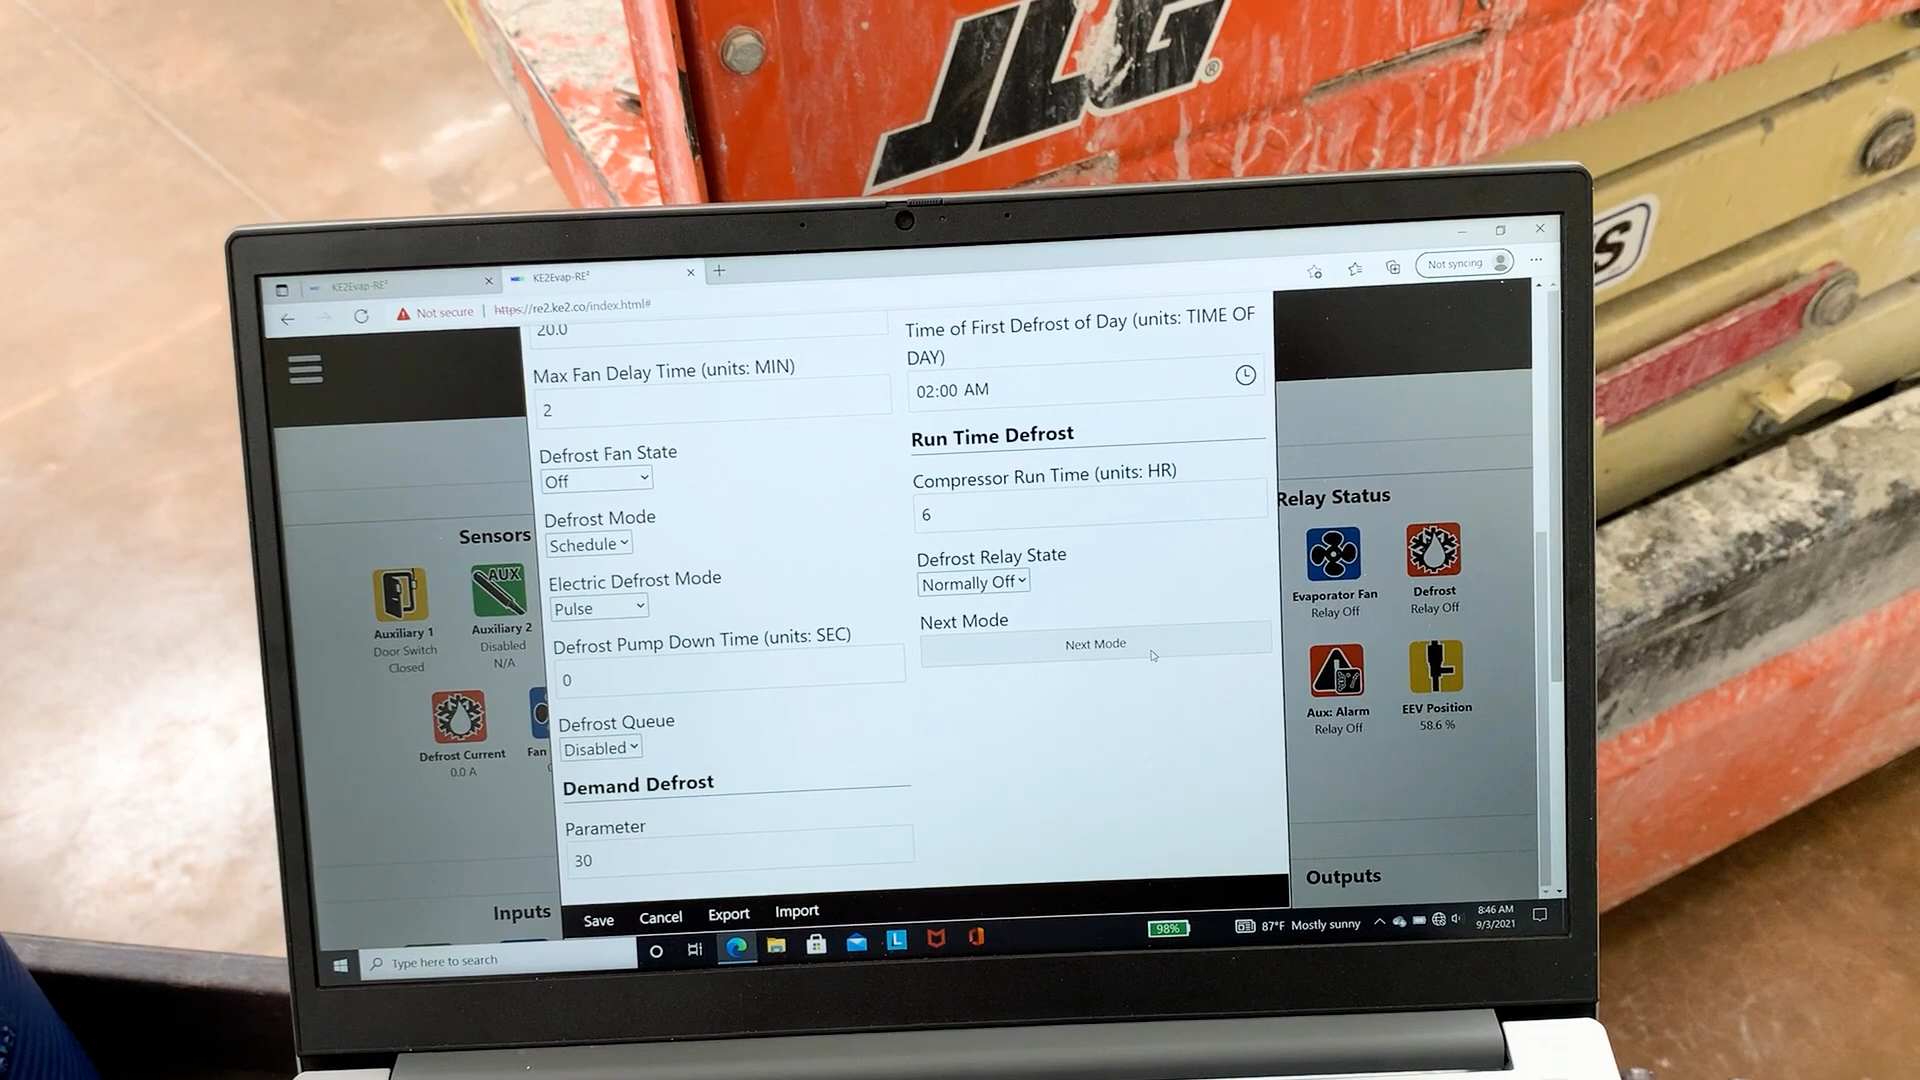 JLG®
S
KE2Evap-RE²
KE2Evap-RE²
Not syncing
Not secure
https://re2.ke2.co/index.html#
20.0
Max Fan Delay Time (units: MIN)
2
Defrost Fan State
Off
Defrost Mode
Schedule
Electric Defrost Mode
Pulse
Defrost Pump Down Time (units: SEC)
0
Defrost Queue
Disabled
Demand Defrost
Parameter
30
Time of First Defrost of Day (units: TIME OF
DAY)
02:00 AM
Run Time Defrost
Compressor Run Time (units: HR)
6
Defrost Relay State
Normally Off
Next Mode
Next Mode
Sensors
AUX
Auxiliary 1
Door Switch
Closed
Auxiliary 2
Disabled
N/A
Defrost Current
0.0 A
Fan
Inputs
Relay Status
Evaporator Fan
Relay Off
Defrost
Relay Off
Aux: Alarm
Relay Off
EEV Position
58.6 %
Outputs
Save
Cancel
Export
Import
Type here to search
L
98%
87°F Mostly sunny
8:46 AM
9/3/2021